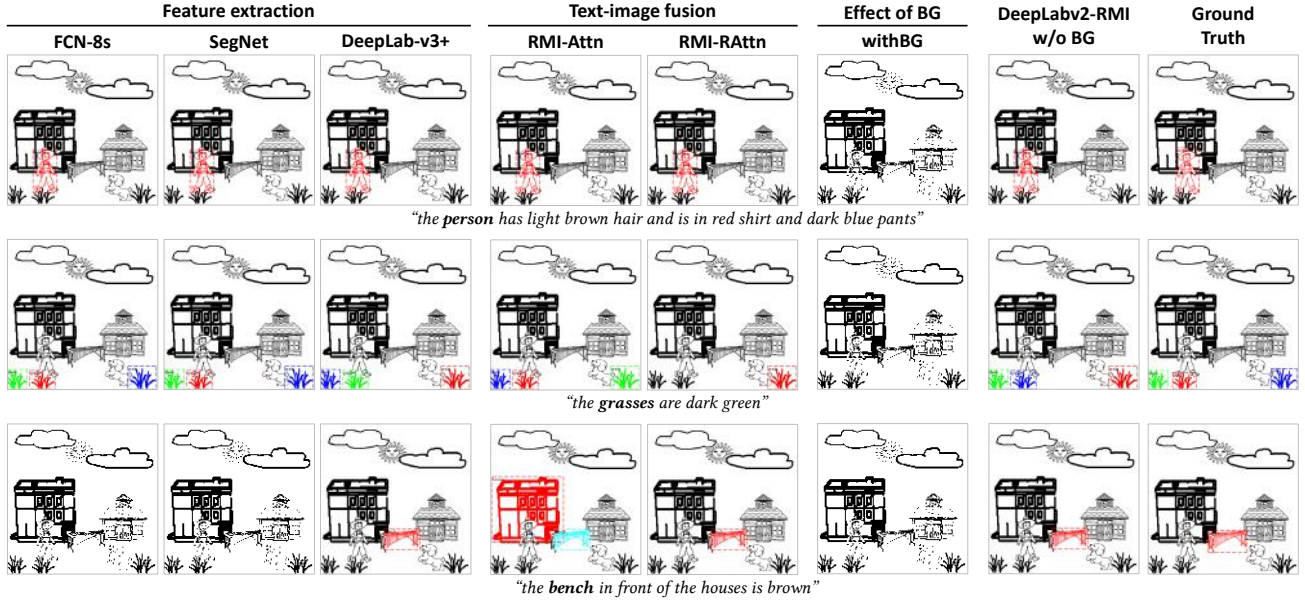 Feature extraction
Text-image fusion
Effect of BG
DeepLabv2-RMI
w/o BG
Ground
Truth
FCN-8s
SegNet
DeepLab-v3+
RMI-Attn
RMI-RAttn
withBG
“the person has light brown hair and is in red shirt and dark blue pants”
“the grasses are dark green”
“the bench in front of the houses is brown”